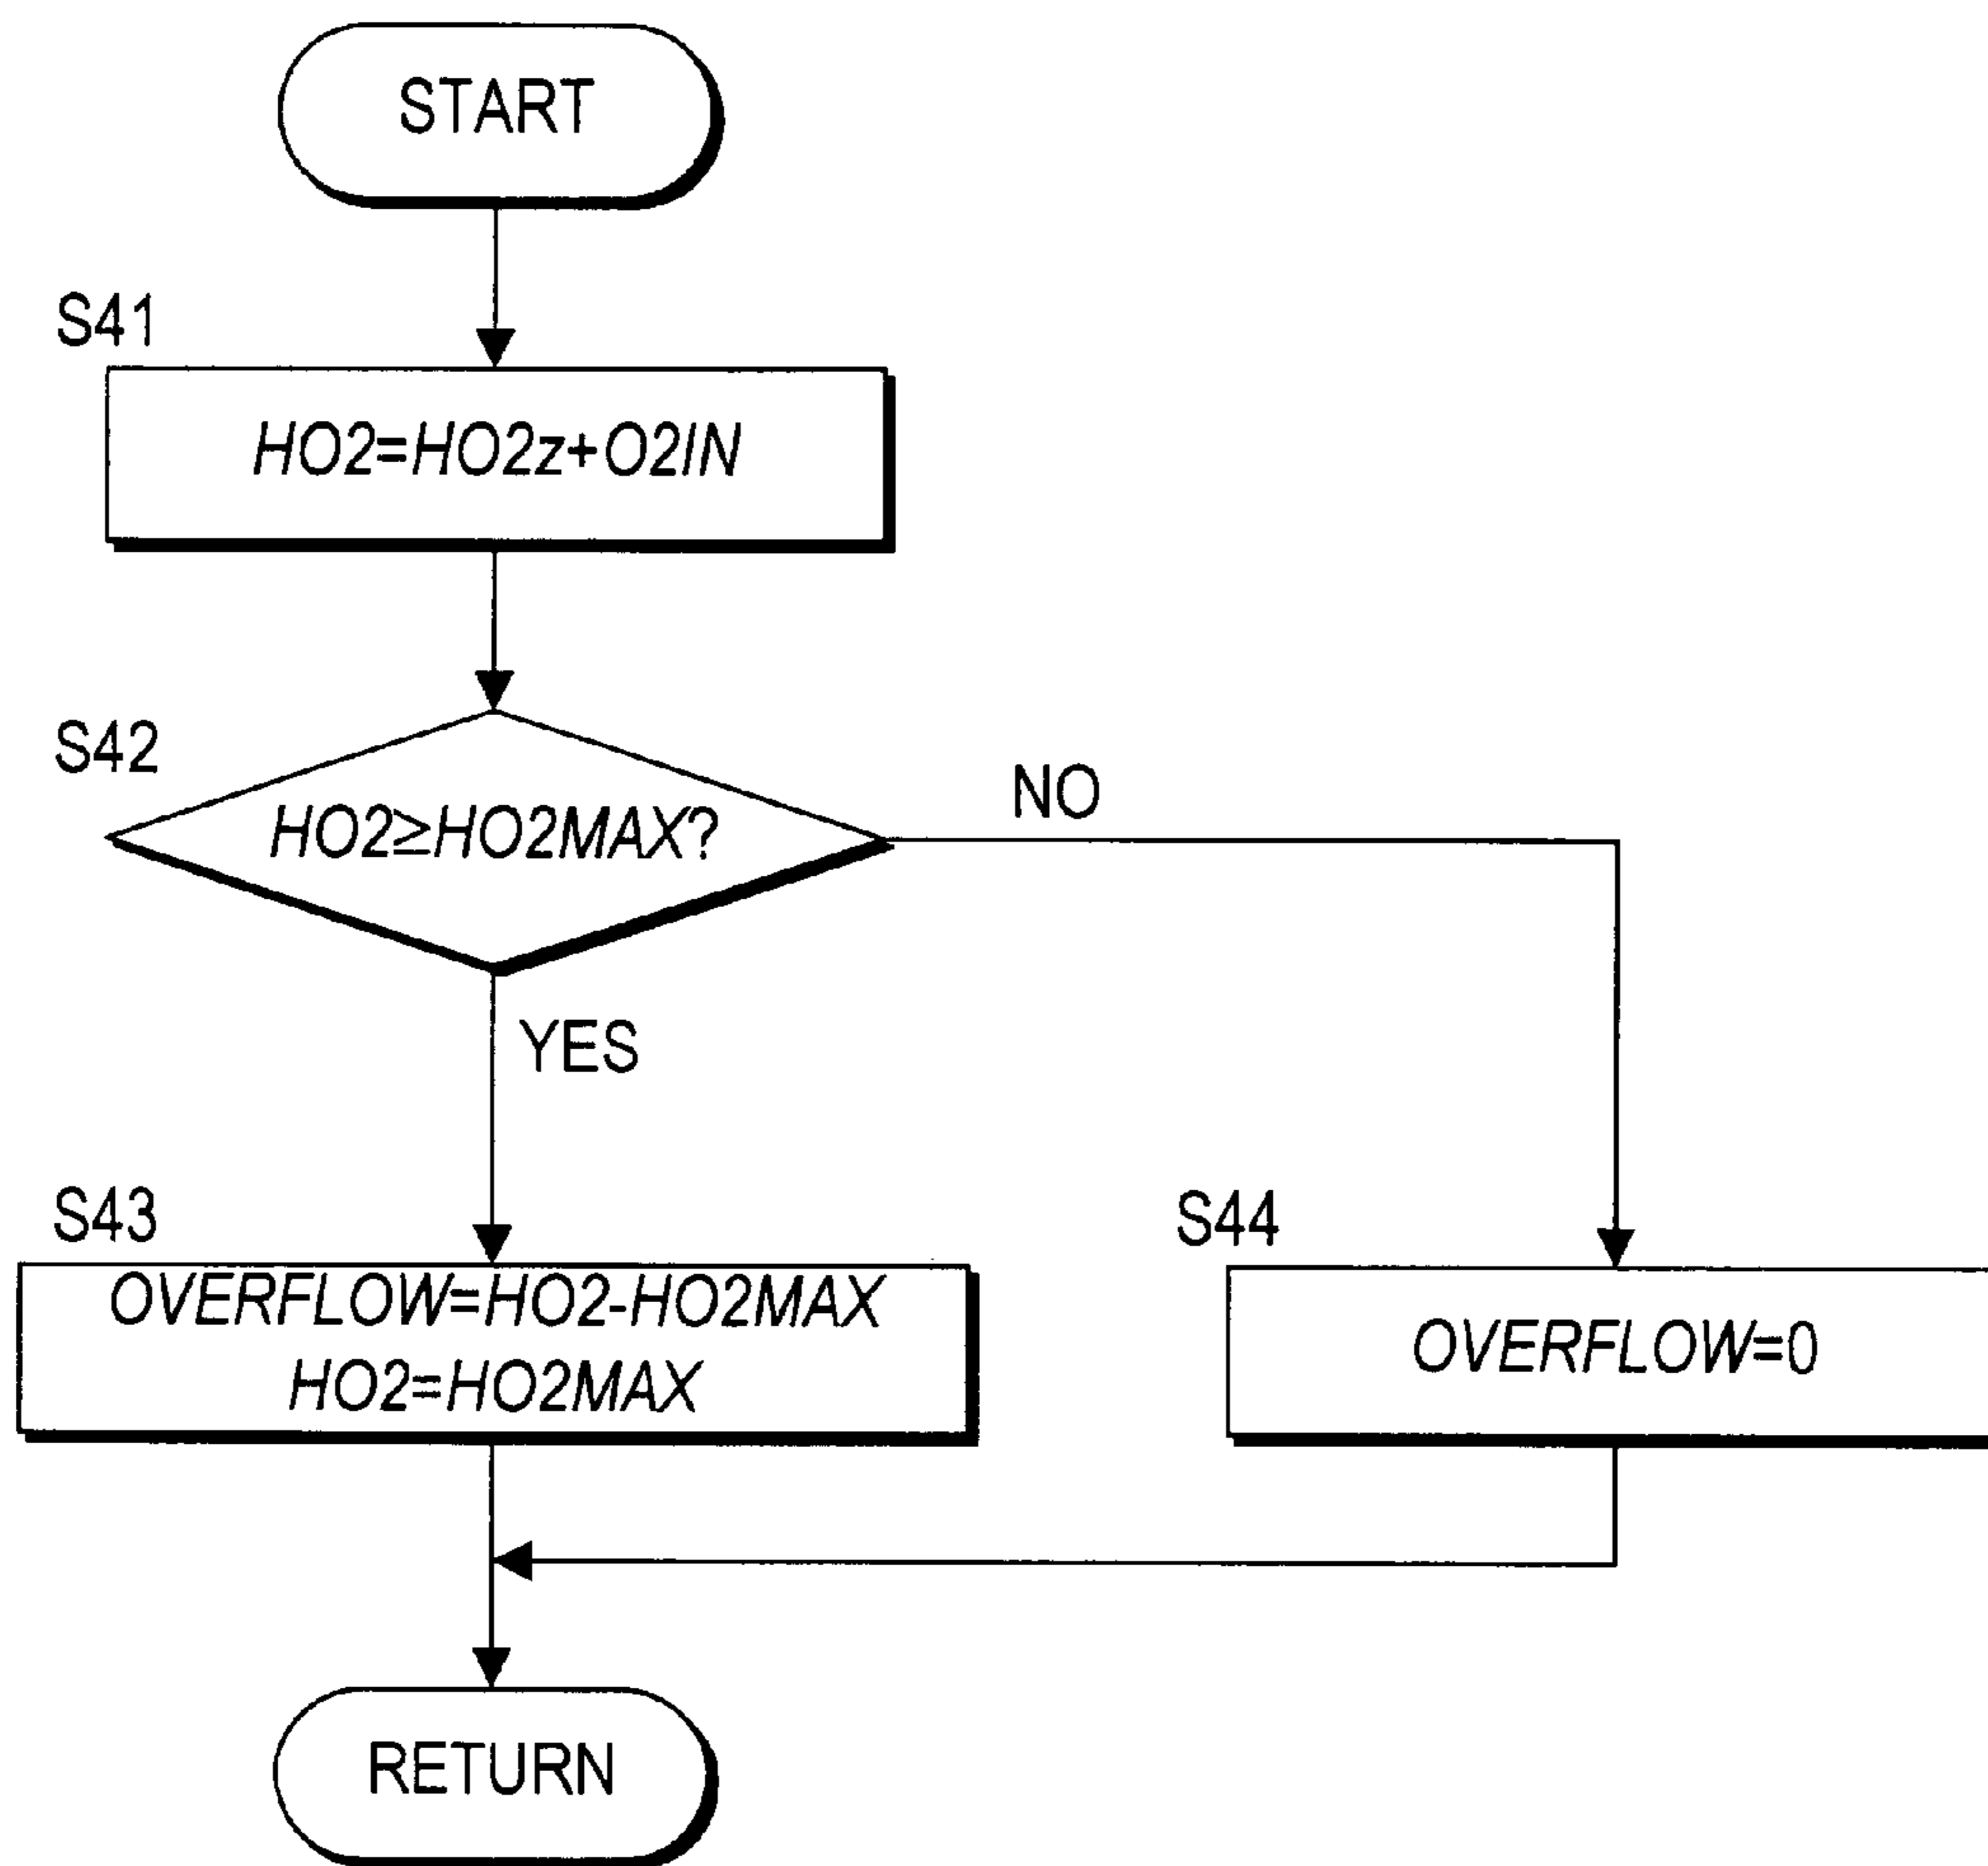 START
S41
HO2=HO2z+O2IN
S42
HO2≥HO2MAX?
NO
YES
S43
OVERFLOW=HO2-HO2MAX
HO2=HO2MAX
S44
OVERFLOW=0
RETURN